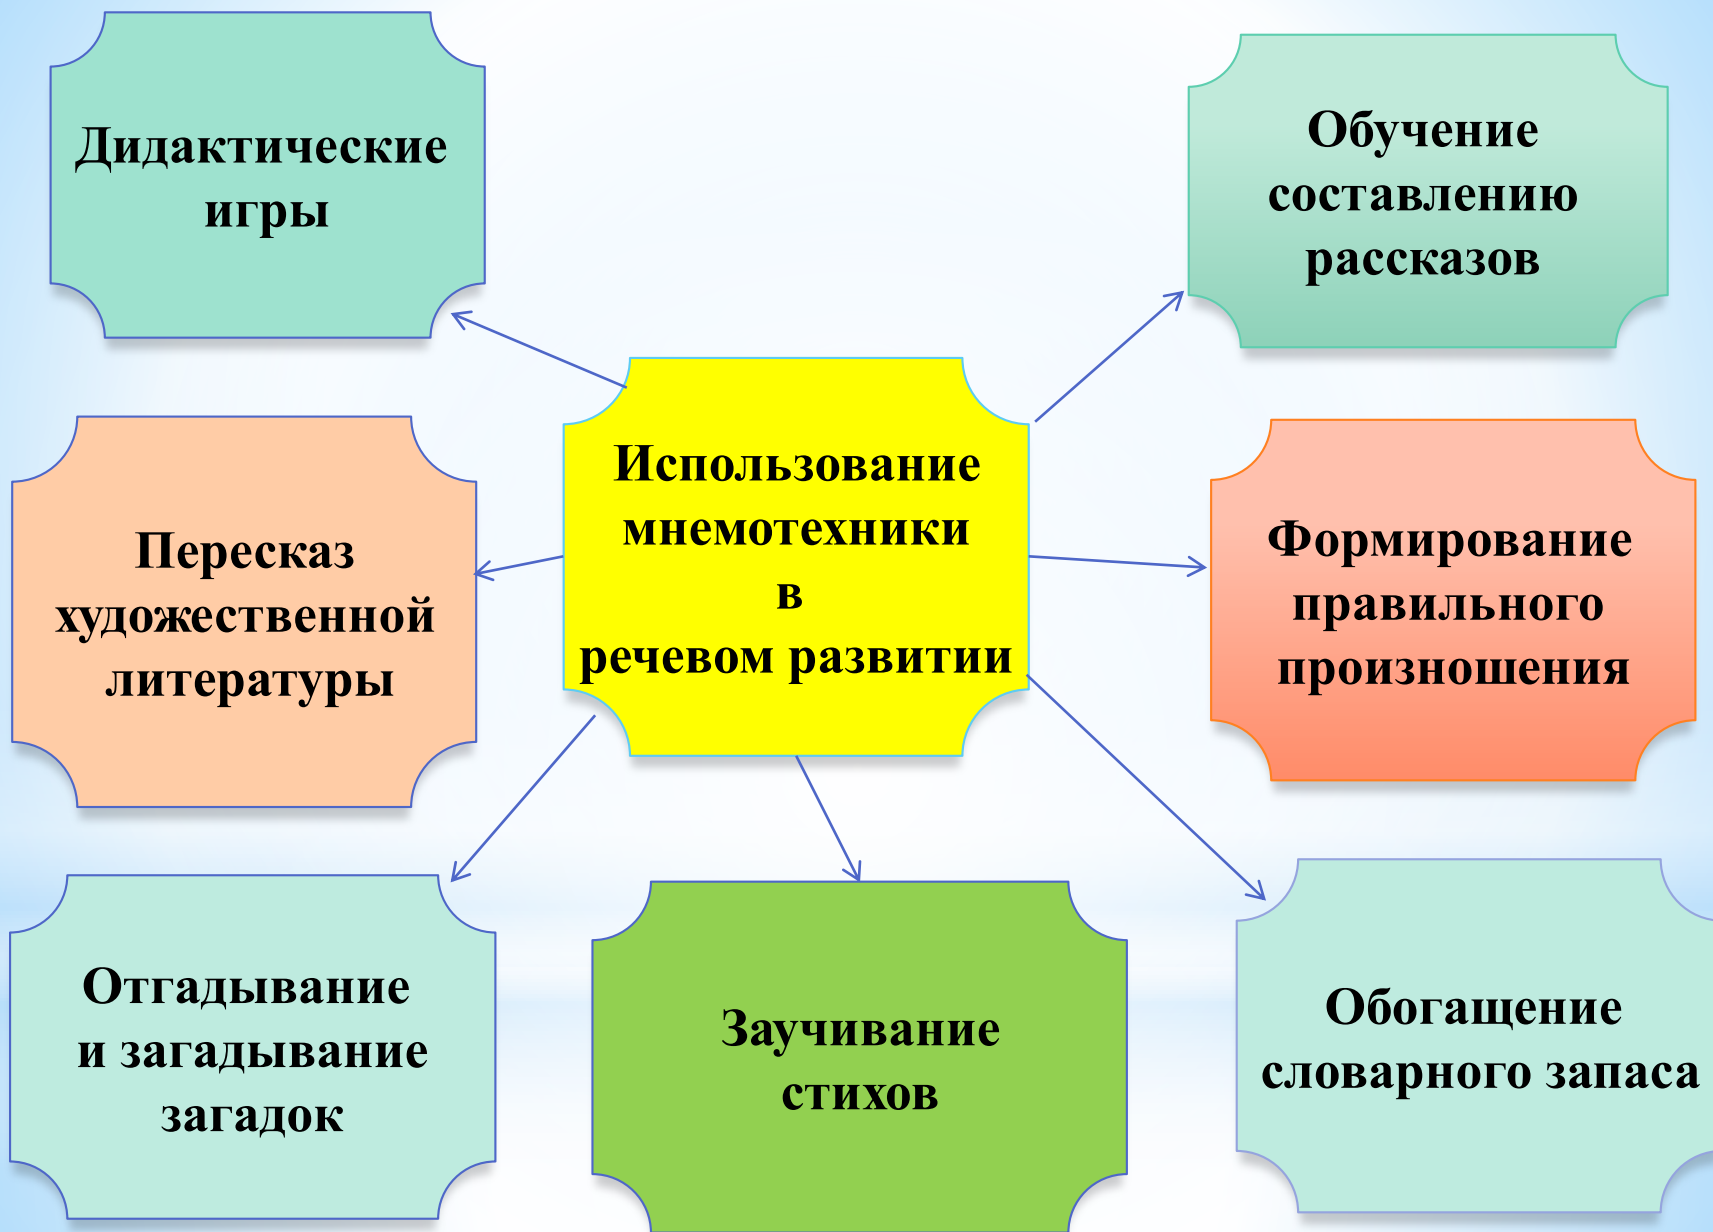 Дидактические
игры
Обучение
составлению
рассказов
Использование
мнемотехники
в
речевом развитии
Пересказ
художественной
литературы
Формирование
правильного
произношения
Отгадывание
и загадывание
загадок
Заучивание
стихов
Обогащение
словарного запаса